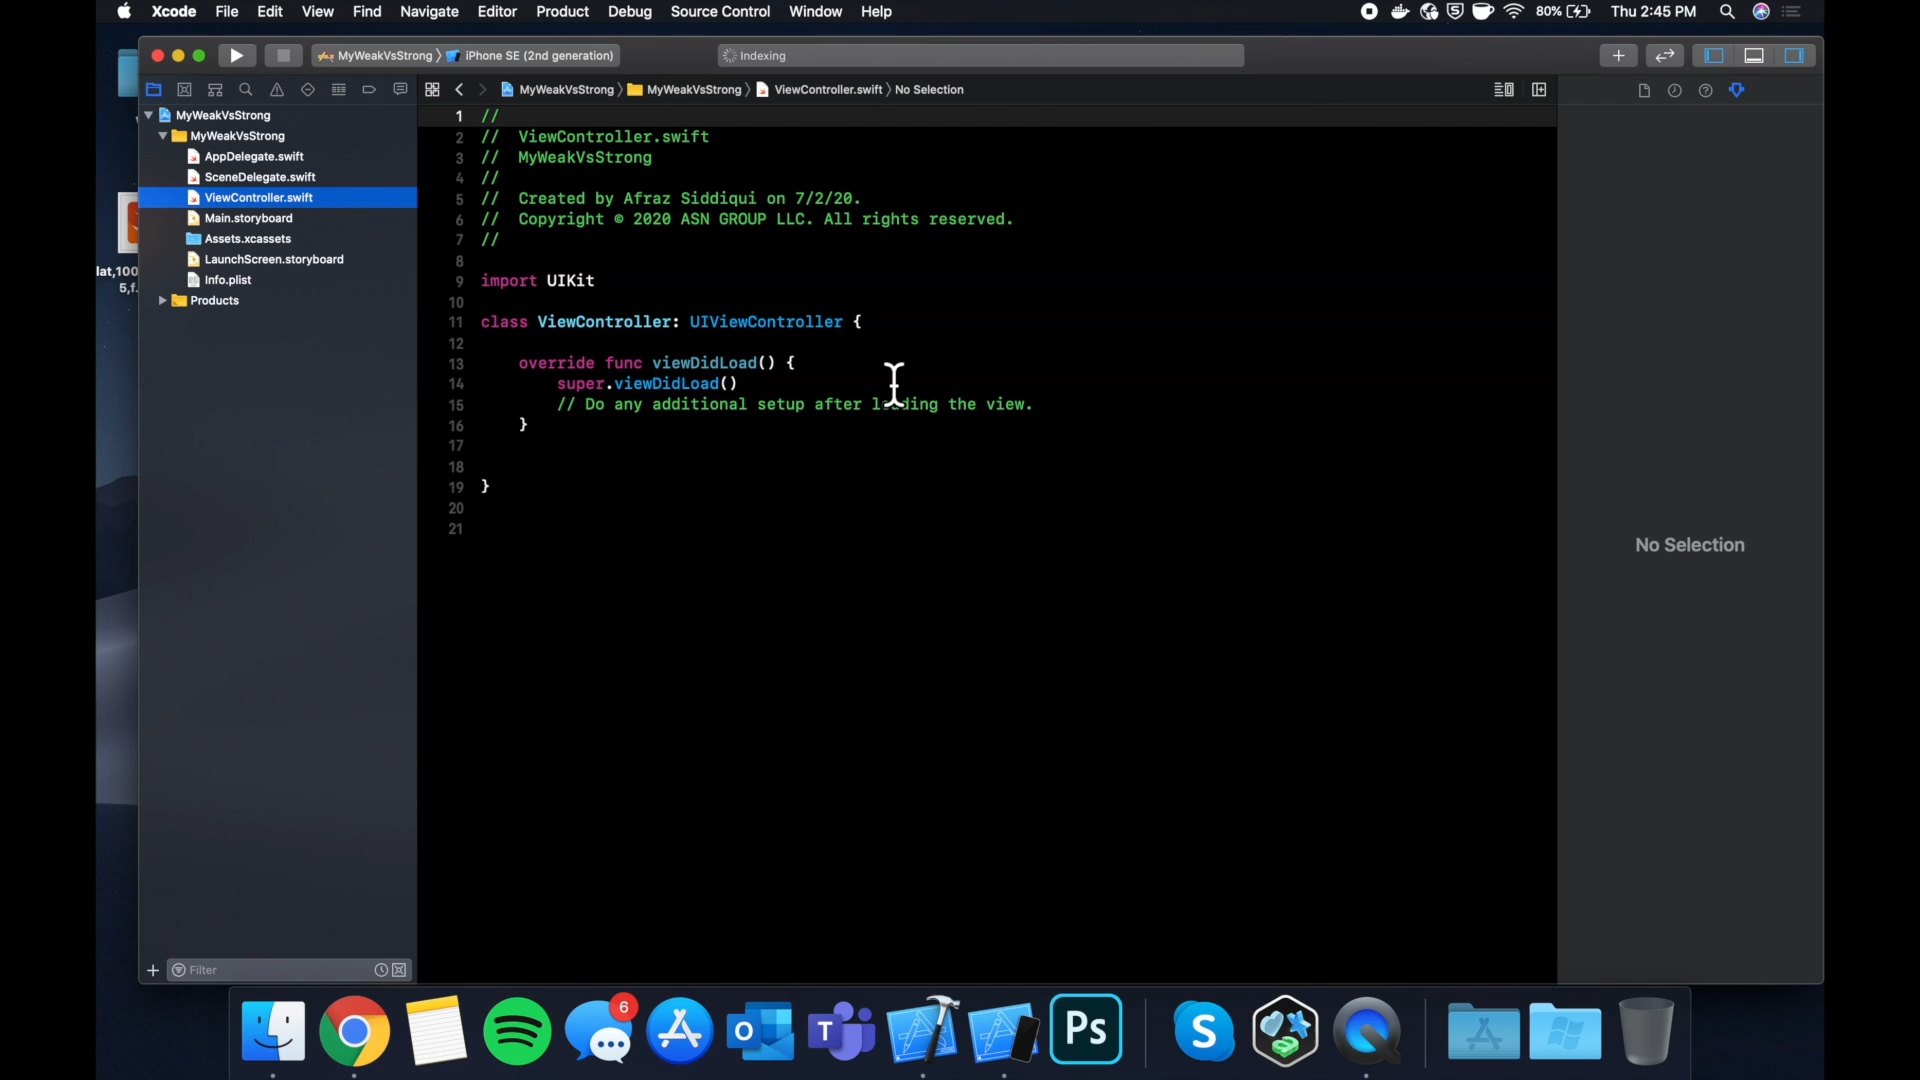 Xcode File Edit View Find Navigate Editor Product Debug Source Control Window Help
80% Thu 2:45 PM
MyWeakVsStrong iPhone SE (2nd generation)
Indexing
MyWeakVsStrong MyWeakVsStrong ViewController.swift No Selection
MyWeakVsStrong
MyWeakVsStrong
AppDelegate.swift
SceneDelegate.swift
ViewController.swift
Main.storyboard
Assets.xcassets
LaunchScreen.storyboard
Info.plist
Products
lat,100
5,f.
1 //
2 // ViewController.swift
3 // MyWeakVsStrong
4 //
5 // Created by Afraz Siddiqui on 7/2/20.
6 // Copyright © 2020 ASN GROUP LLC. All rights reserved.
7 //
8
9 import UIKit
10
11 class ViewController: UIViewController {
12
13 override func viewDidLoad() {
14 super.viewDidLoad()
15 // Do any additional setup after loading the view.
16 }
17
18
19 }
20
21
No Selection
Filter
6
Ps